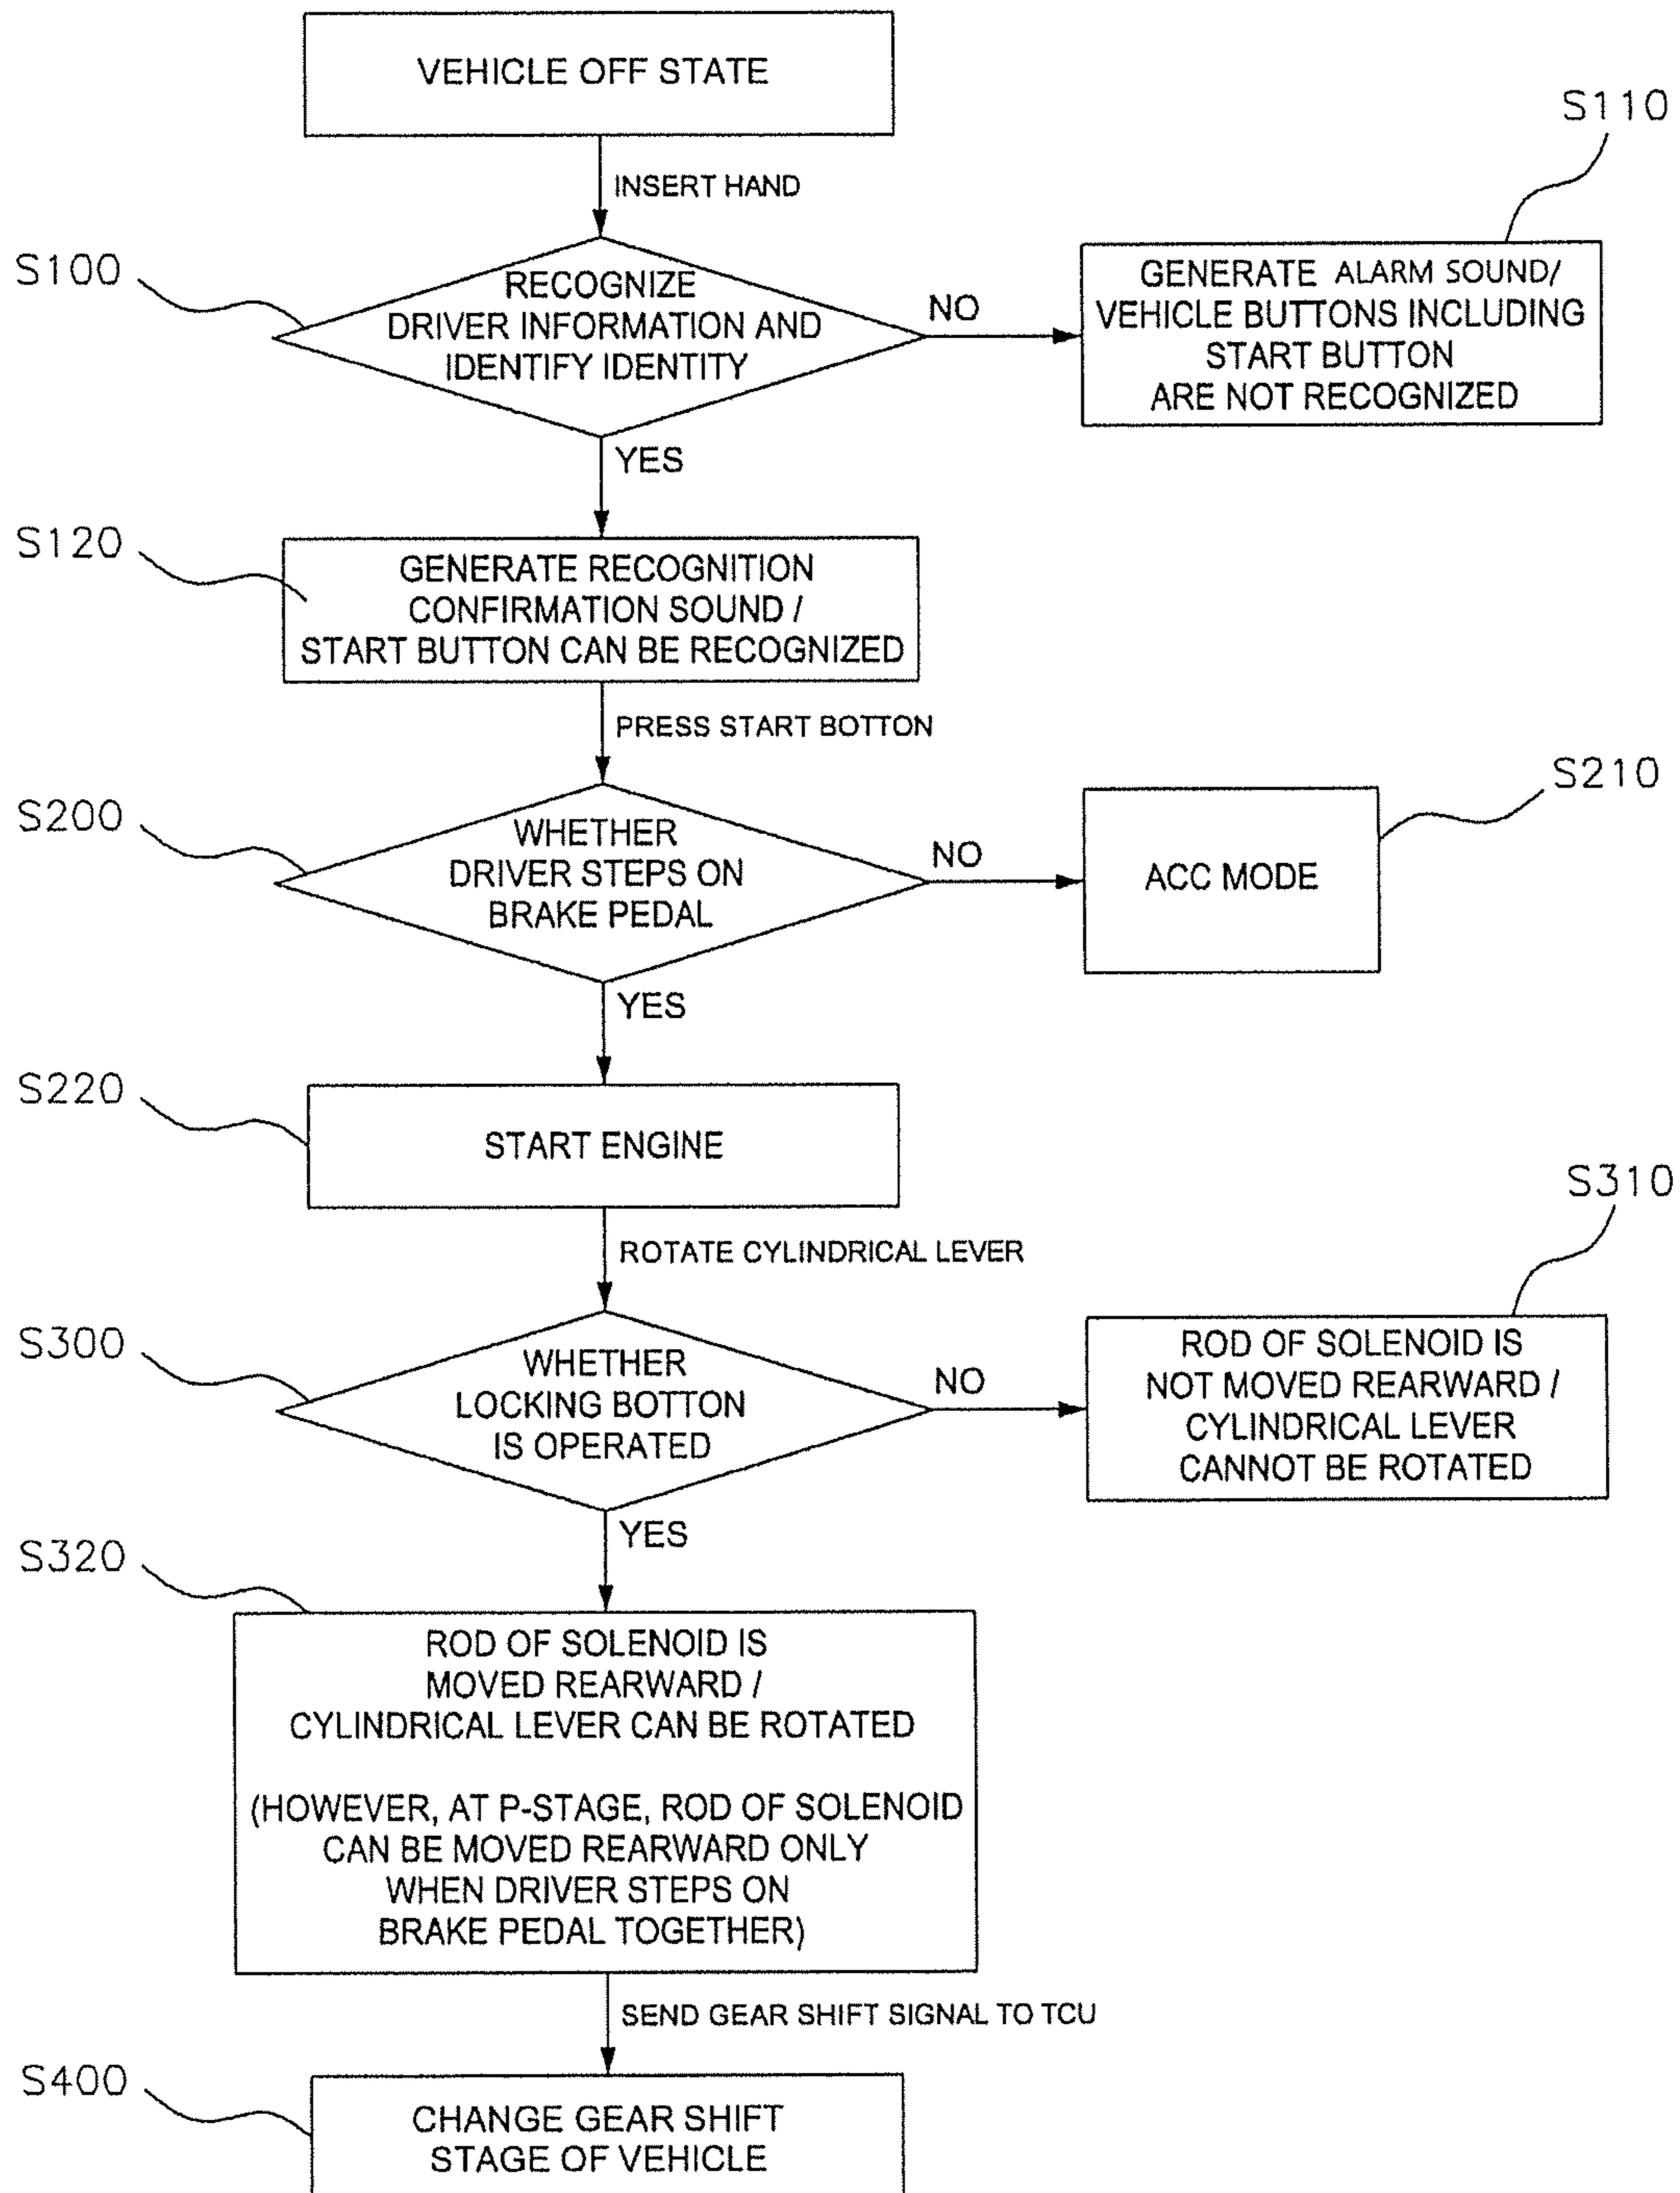 VEHICLE OFF STATE
INSERT HAND
S100
RECOGNIZE
DRIVER INFORMATION AND
IDENTIFY IDENTITY
NO
S110
GENERATE ALARM SOUND/
VEHICLE BUTTONS INCLUDING
START BUTTON
ARE NOT RECOGNIZED
YES
S120
GENERATE RECOGNITION
CONFIRMATION SOUND /
START BUTTON CAN BE RECOGNIZED
PRESS START BOTTON
S200
WHETHER
DRIVER STEPS ON
BRAKE PEDAL
NO
S210
ACC MODE
YES
S220
START ENGINE
ROTATE CYLINDRICAL LEVER
S300
WHETHER
LOCKING BOTTON
IS OPERATED
NO
S310
ROD OF SOLENOID IS
NOT MOVED REARWARD /
CYLINDRICAL LEVER
CANNOT BE ROTATED
YES
S320
ROD OF SOLENOID IS
MOVED REARWARD /
CYLINDRICAL LEVER CAN BE ROTATED
(HOWEVER, AT P-STAGE, ROD OF SOLENOID
CAN BE MOVED REARWARD ONLY
WHEN DRIVER STEPS ON
BRAKE PEDAL TOGETHER)
SEND GEAR SHIFT SIGNAL TO TCU
S400
CHANGE GEAR SHIFT
STAGE OF VEHICLE